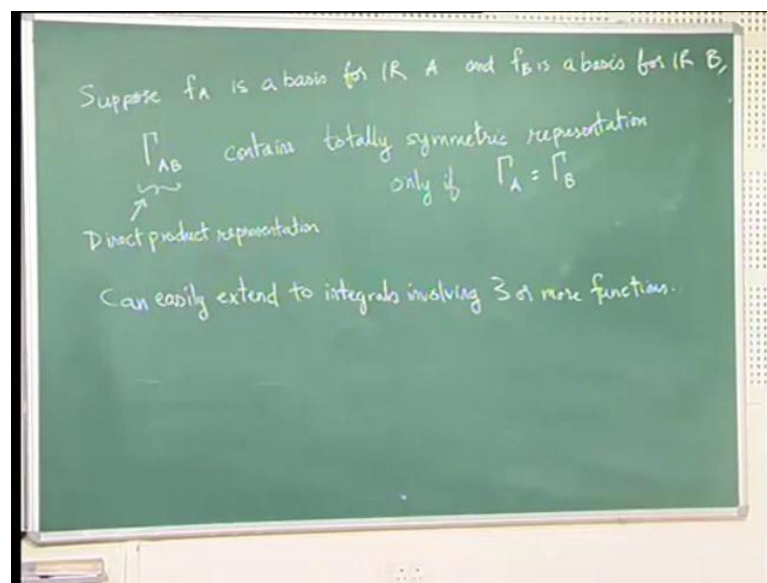 Suppose f_A is a basis for IR A and f_B is a basis for IR B,
Γ_AB contains totally symmetric representation
only if Γ_A = Γ_B
Direct product representation
Can easily extend to integrals involving 3 or more functions..